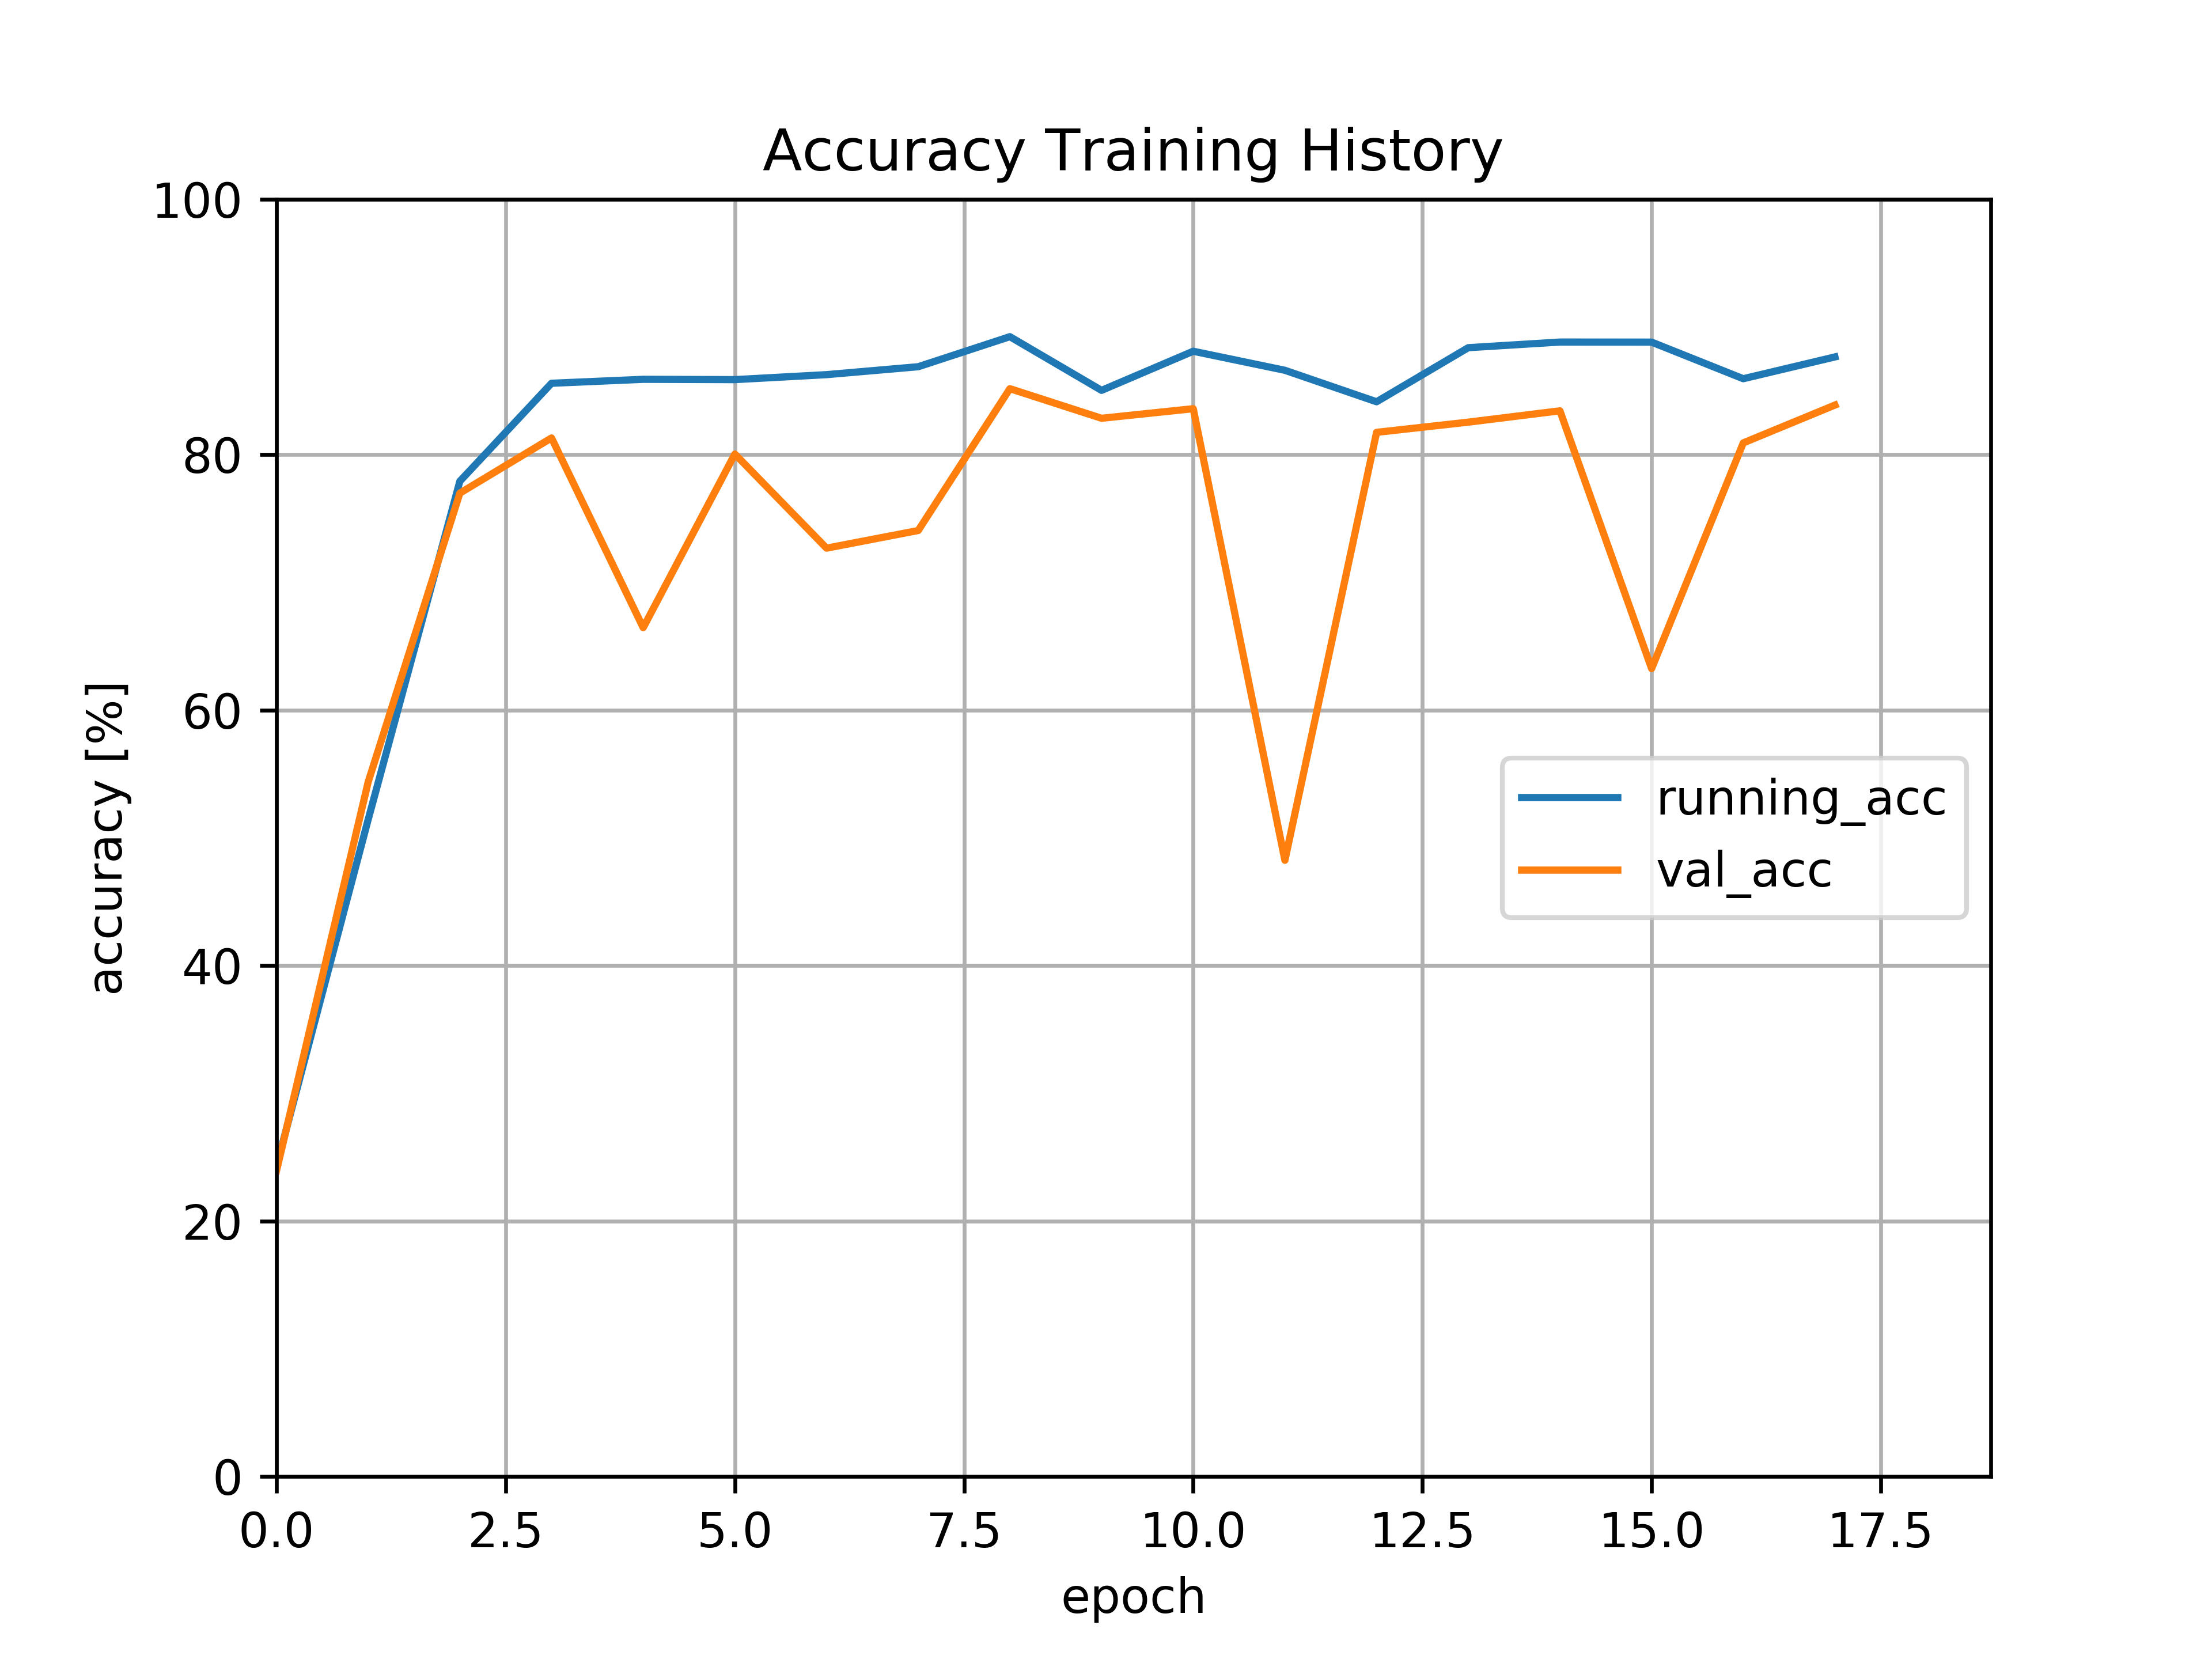 Accuracy Training History
100
80
60
40
20
0
accuracy [%]
running_acc
val_acc
0.0 2.5 5.0 7.5 10.0 12.5 15.0 17.5
epoch